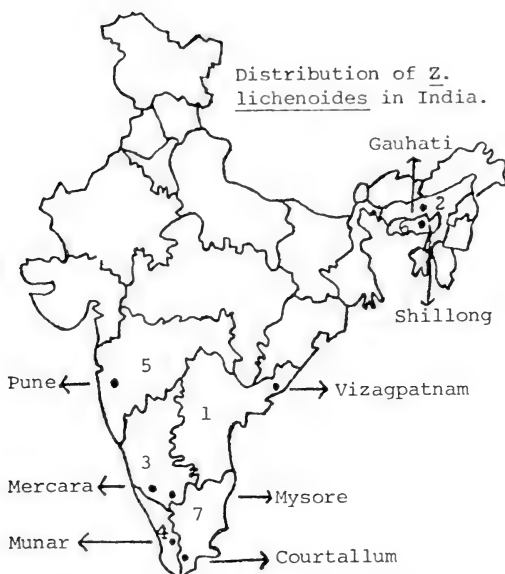 Distribution of Z.
lichenoides in India.
Gauhati
2
6
Shillong
Pune
5
Vizagpatnam
1
3
Mercara
Mysore
7
4
Munar
Courtallum